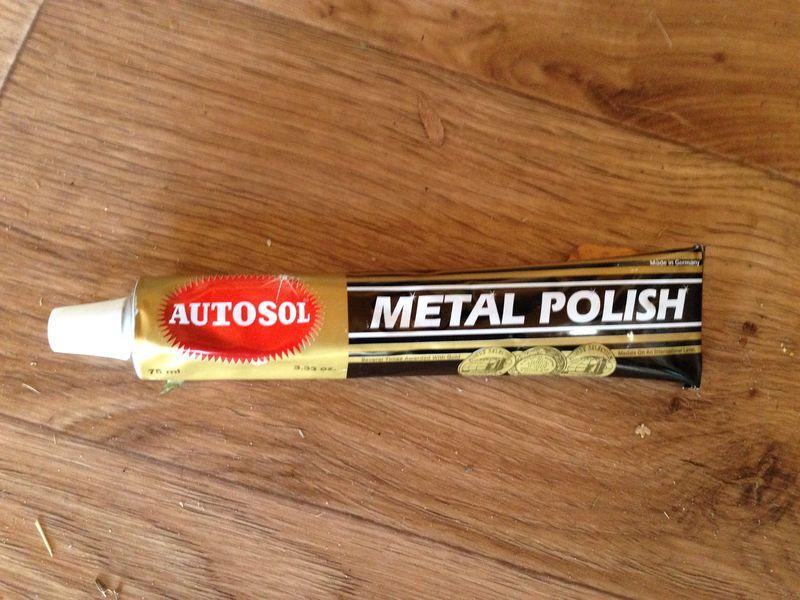 AUTOSOL
75 ml
3.33 oz.
METAL POLISH
Made in Germany
Several Times Awarded With Gold
Medals On An International Level